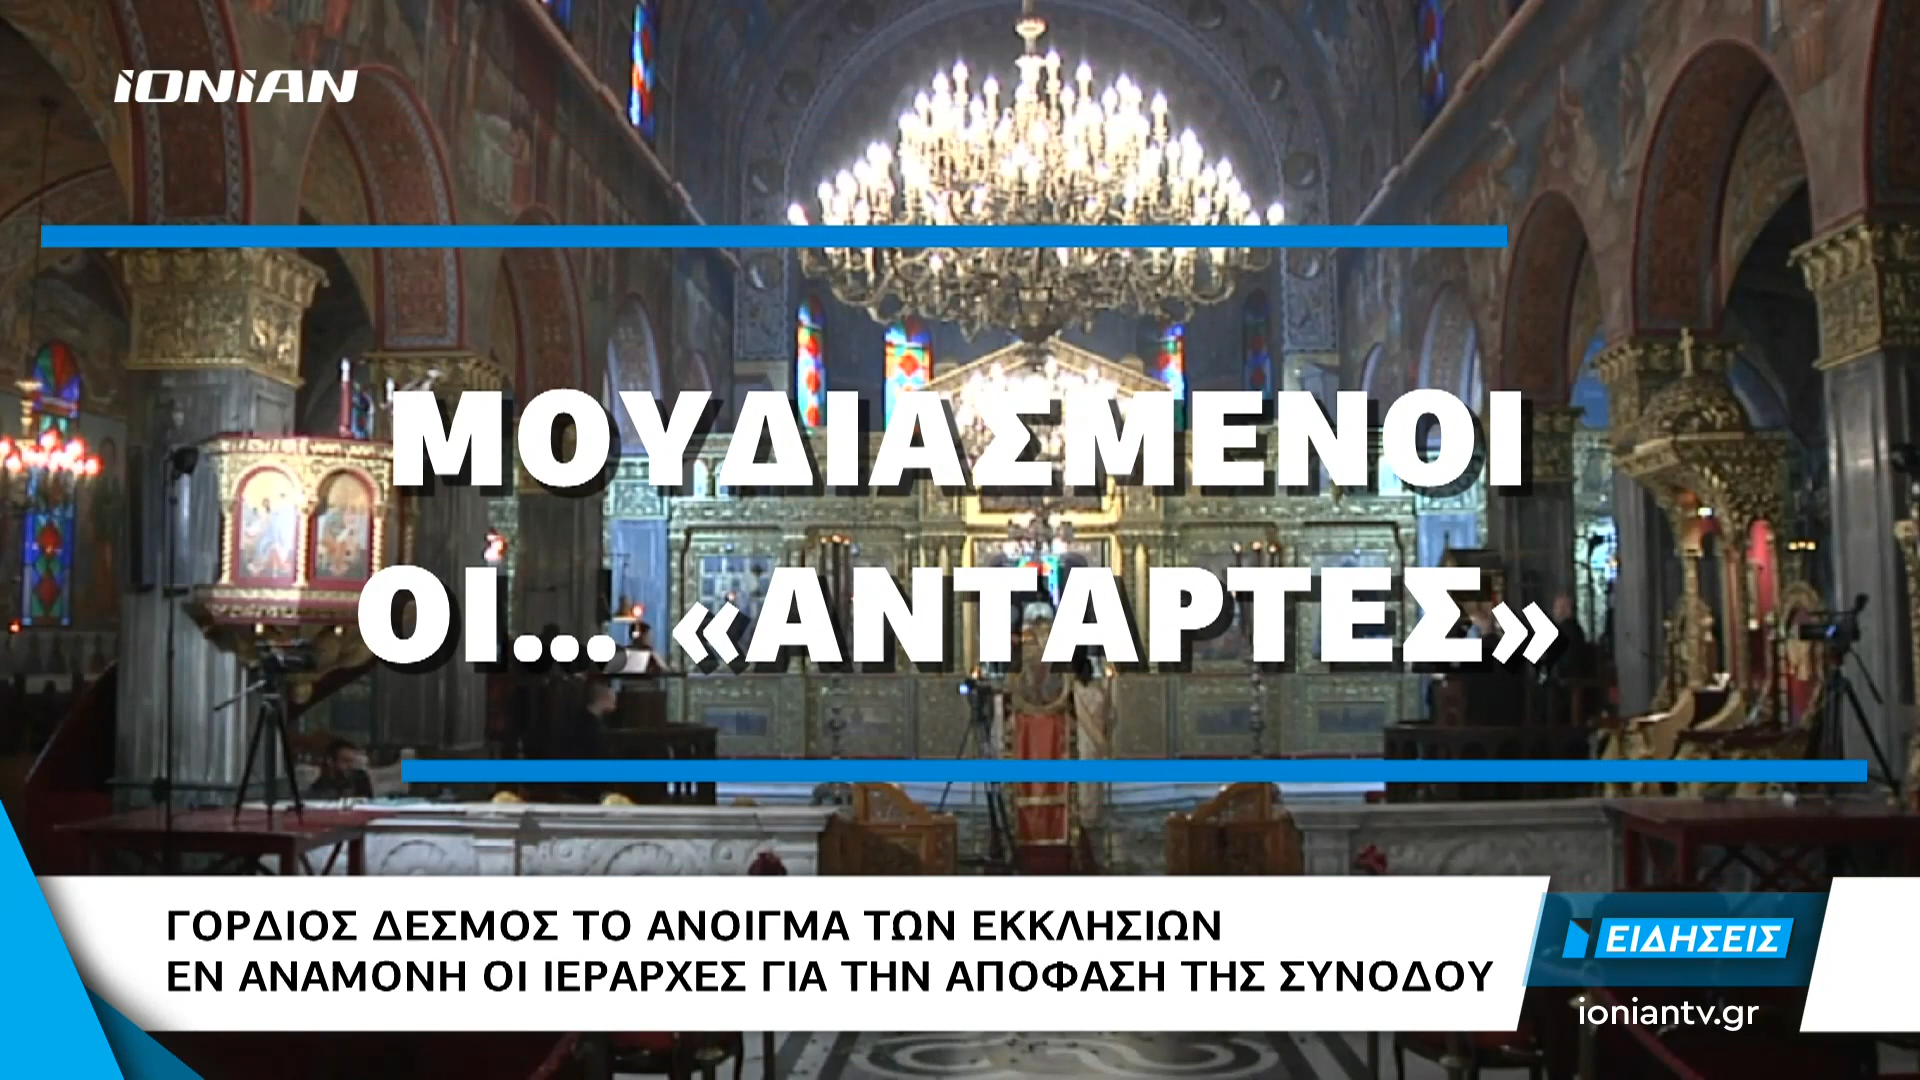 IONIAN
ΜΟΥΔΙΑΣΜΕΝΟΙ
ΟΙ... «ΑΝΤΑΡΤΕΣ»
ΓΟΡΔΙΟΣ ΔΕΣΜΟΣ ΤΟ ΑΝΟΙΓΜΑ ΤΩΝ ΕΚΚΛΗΣΙΩΝ
ΕΝ ΑΝΑΜΟΝΗ ΟΙ ΙΕΡΑΡΧΕΣ ΓΙΑ ΤΗΝ ΑΠΟΦΑΣΗ ΤΗΣ ΣΥΝΟΔΟΥ
ΕΙΔΗΣΕΙΣ
ioniantv.gr